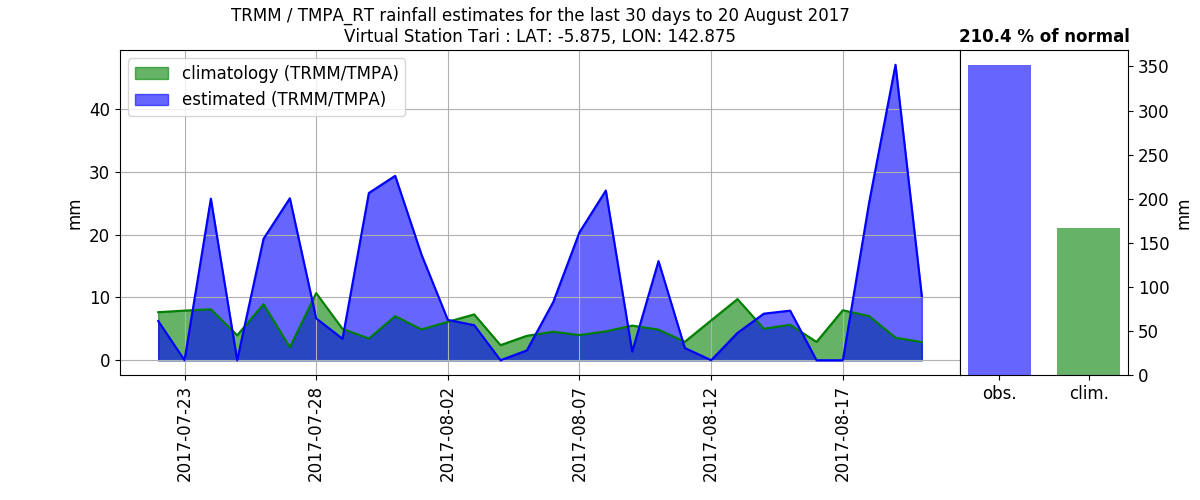 TRMM / TMPA_RT rainfall estimates for the last 30 days to 20 August 2017
Virtual Station Tari : LAT: -5.875, LON: 142.875
210.4 % of normal
climatology (TRMM/TMPA)
estimated (TRMM/TMPA)
mm
40
30
20
10
0
2017-07-23
2017-07-28
2017-08-02
2017-08-07
2017-08-12
2017-08-17
obs.
clim.
350
300
250
200
150
100
50
0
mm